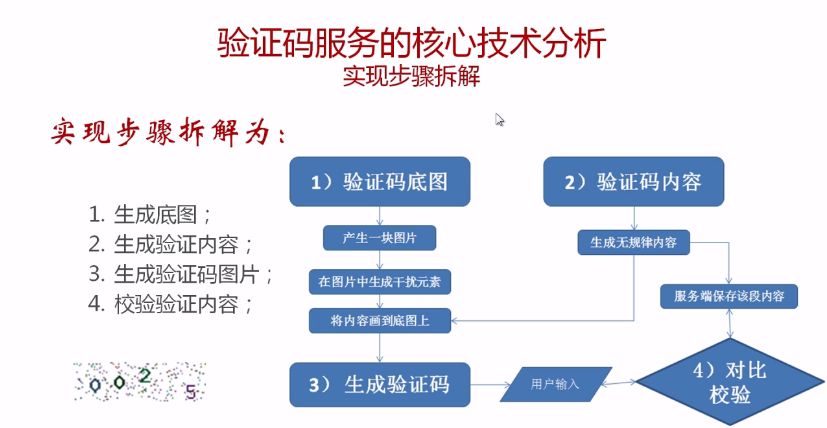 验证码服务的核心技术分析
实现步骤拆解
实现步骤拆解为：
1. 生成底图；
2. 生成验证内容；
3. 生成验证码图片；
4. 校验验证内容；
1）验证码底图
产生一块图片
在图片中生成干扰元素
将内容画到底图上
2）验证码内容
生成无规律内容
服务端保存该段内容
3）生成验证码
用户输入
4）对比
校验
0 0 2 5